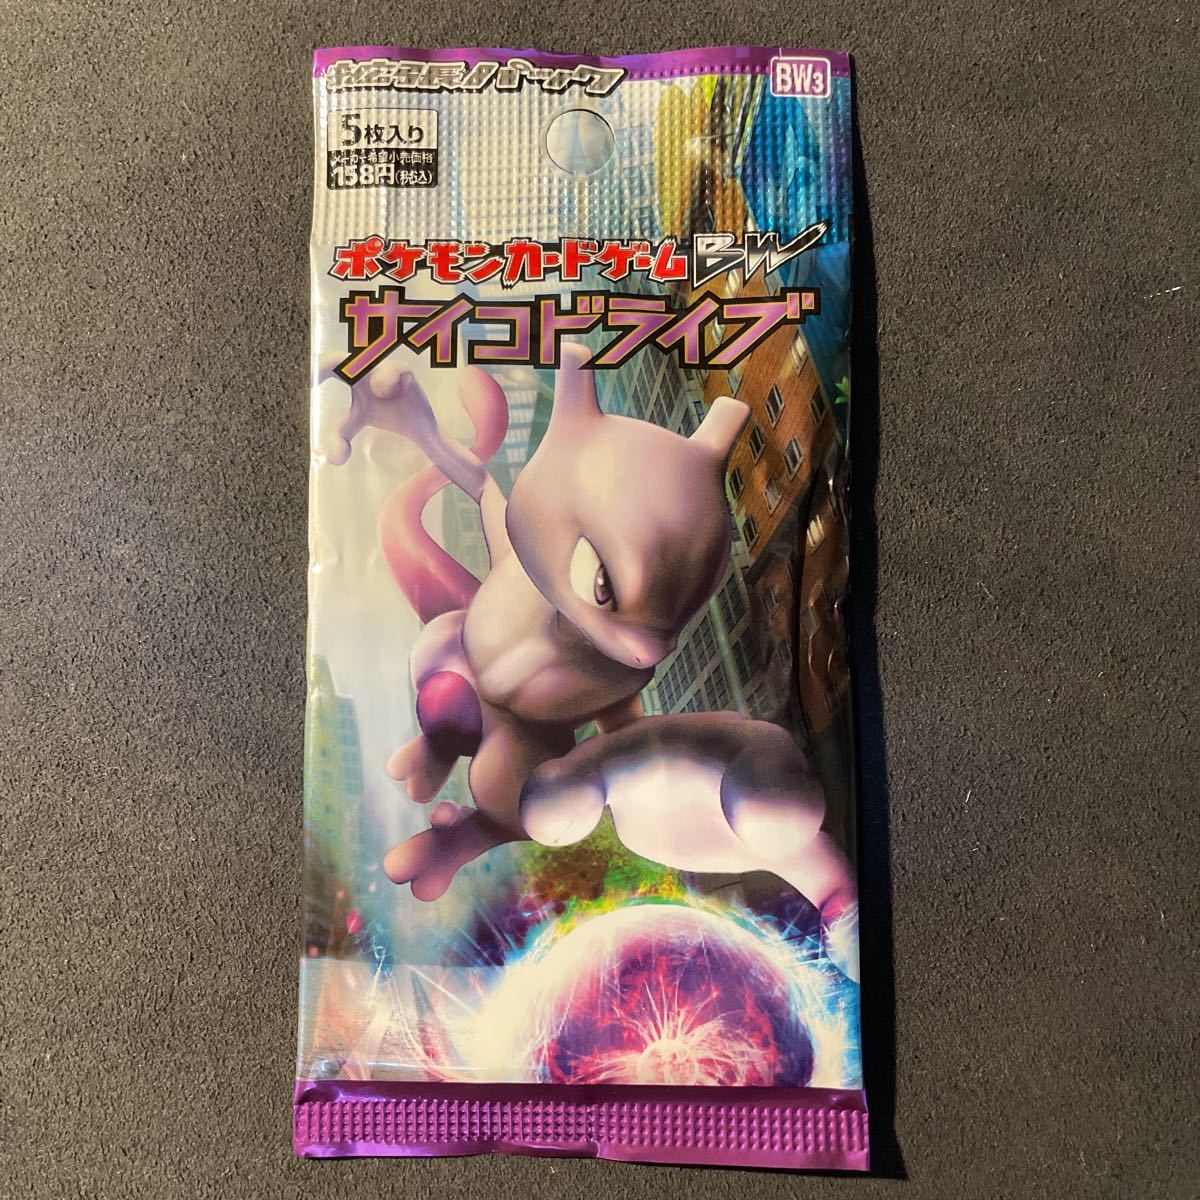 拡張パック
BW3
5枚入り
メーカー希望小売価格
158円(税込)
ポケモンカードゲームBW
サイコドライブ